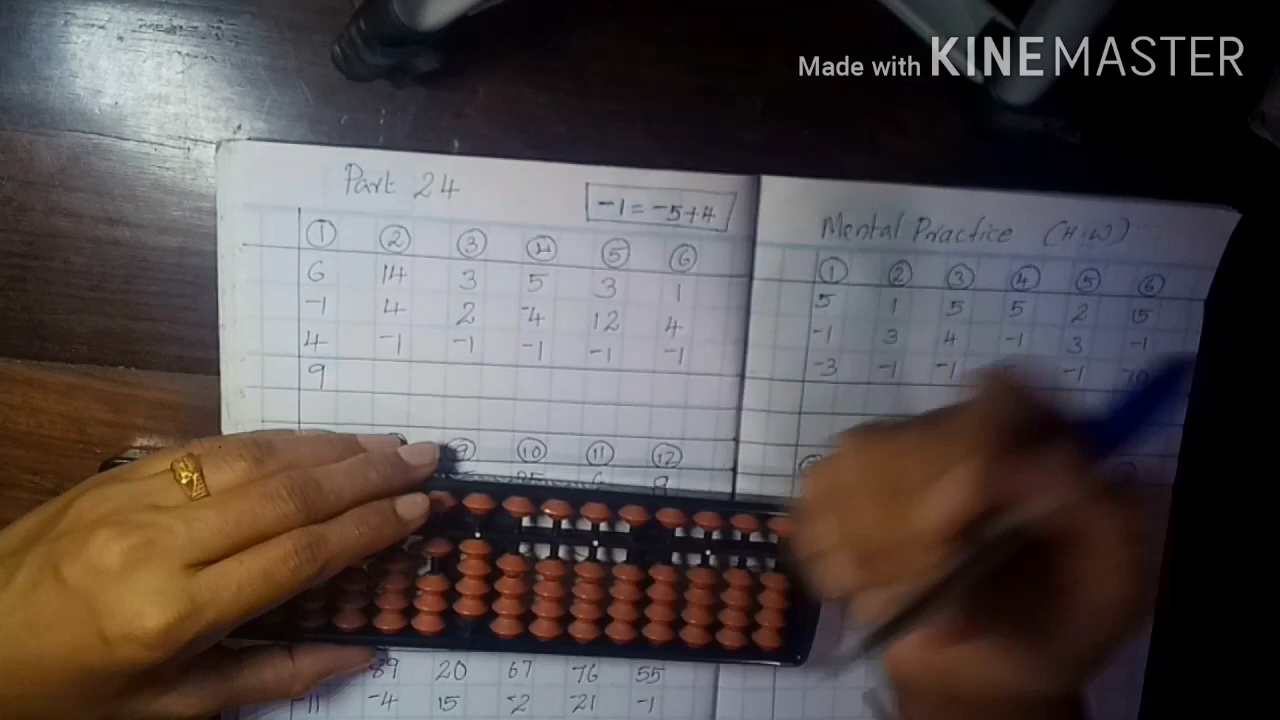 Made with KINEMASTER
Part 24
-1 = -5+4
① ② ③ ④ ⑤ ⑥
6 14 3 5 3 1
-1 4 2 -4 12 4
4 -1 -1 -1 -1 -1
9
⑨ ⑩ ⑪ ⑫
89 20 67 76 55
-11 -4 15 -2 -21 -1
Mental Practice (H.W)
① ② ③ ④ ⑤ ⑥
5 1 5 5 2 15
-1 3 4 -1 3 -1
-3 -1 -1 -1